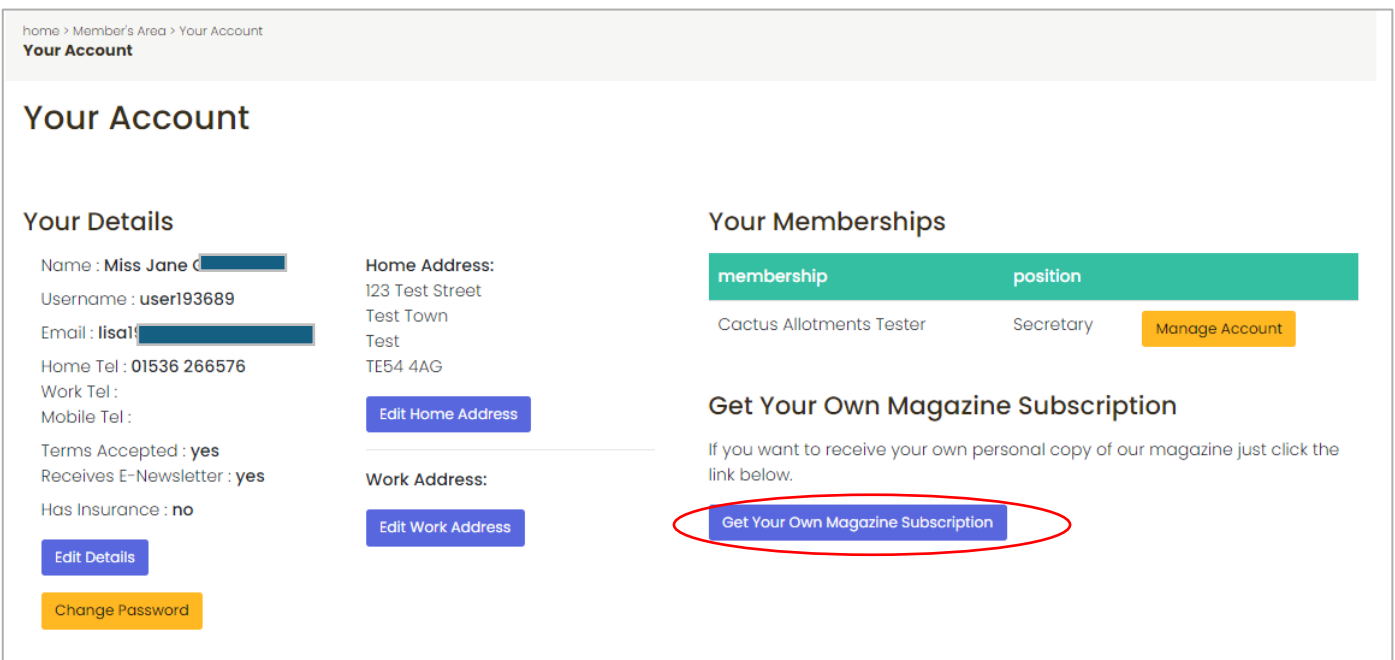 home > Member's Area > Your Account
Your Account
Your Account
Your Details
Name : Miss Jane
Username : user193689
Email :
Home Tel : 01536 266576
Work Tel :
Mobile Tel :
Terms Accepted : yes
Receives E-Newsletter : yes
Has Insurance : no
Edit Details
Change Password
Home Address:
123 Test Street
Test Town
Test
TE54 4AG
Edit Home Address
Work Address:
Edit Work Address
Your Memberships
membership position
Cactus Allotments Tester Secretary Manage Account
Get Your Own Magazine Subscription
If you want to receive your own personal copy of our magazine just click the
link below.
Get Your Own Magazine Subscription